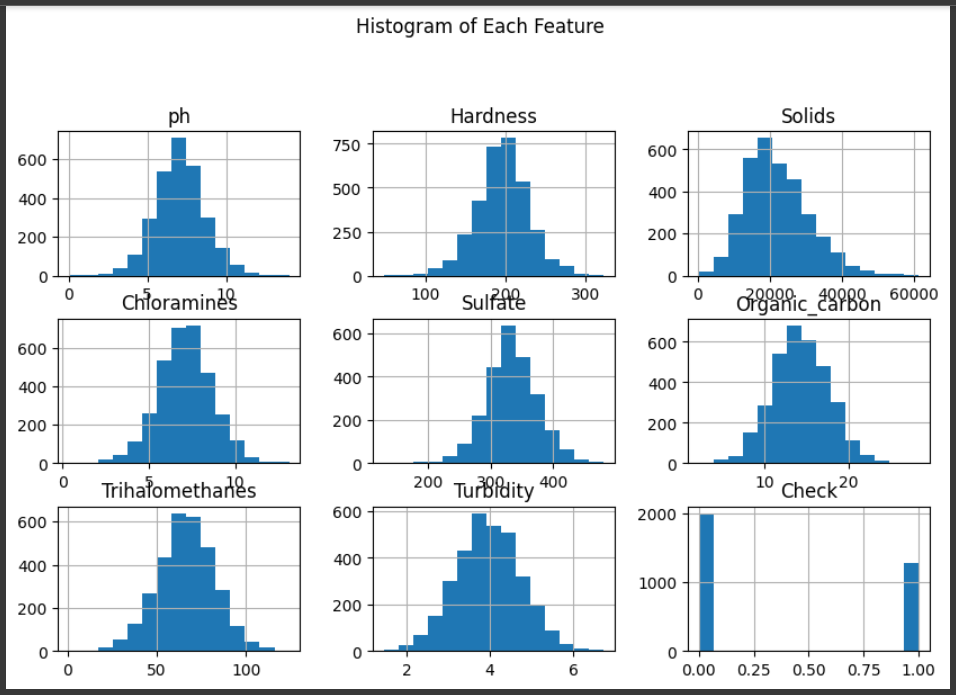 Histogram of Each Feature
ph Hardness Solids
600 750 600
400 500 400
200 250 200
0 0 0
0 5 10 100 200 300 0 20000 40000 60000
Chloramines Sulfate Organic_carbon
600 600 600
400 400 400
200 200 200
0 0 0
0 5 10 200 300 400 10 20
Trihalomethanes Turbidity Check
600 600 2000
400 400 1000
200 200
0 0 0
0 50 100 2 4 6 0.00 0.25 0.50 0.75 1.00